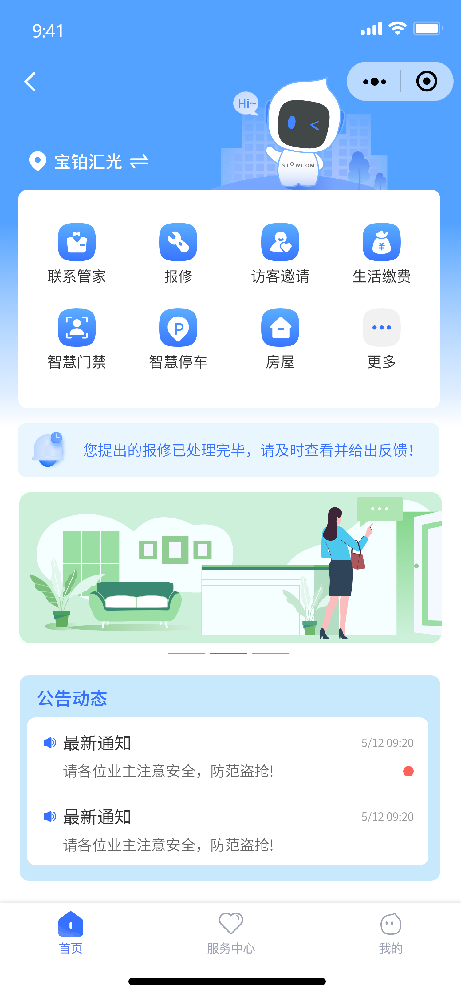 9:41
Hi~
宝铂汇光
SLOWCOM
联系管家
报修
访客邀请
生活缴费
智慧门禁
智慧停车
房屋
更多
您提出的报修已处理完毕，请及时查看并给出反馈！
公告动态
最新通知
5/12 09:20
请各位业主注意安全，防范盗抢!
最新通知
5/12 09:20
请各位业主注意安全，防范盗抢!
首页
服务中心
我的